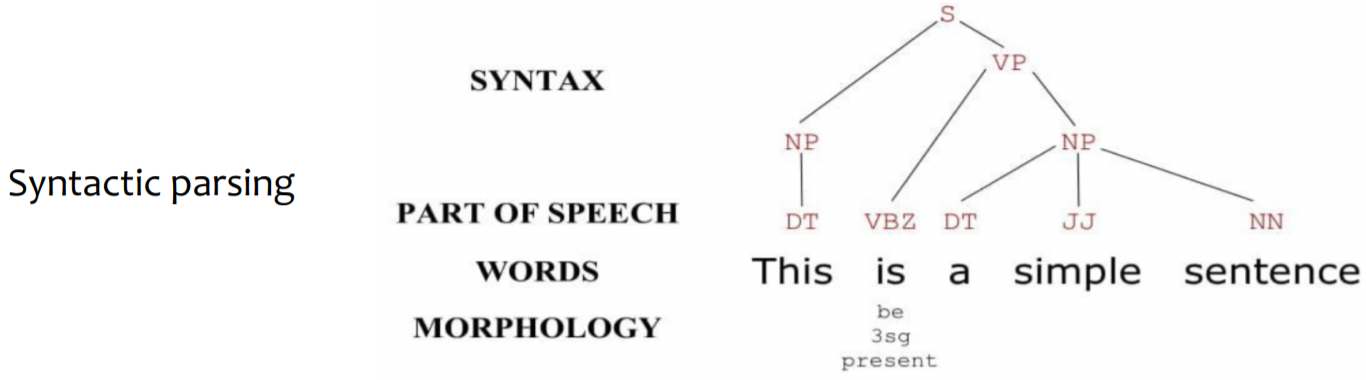 S
VP
SYNTAX
NP NP
Syntactic parsing
PART OF SPEECH DT VBZ DT JJ NN
WORDS This is a simple sentence
be
MORPHOLOGY 3sg
present